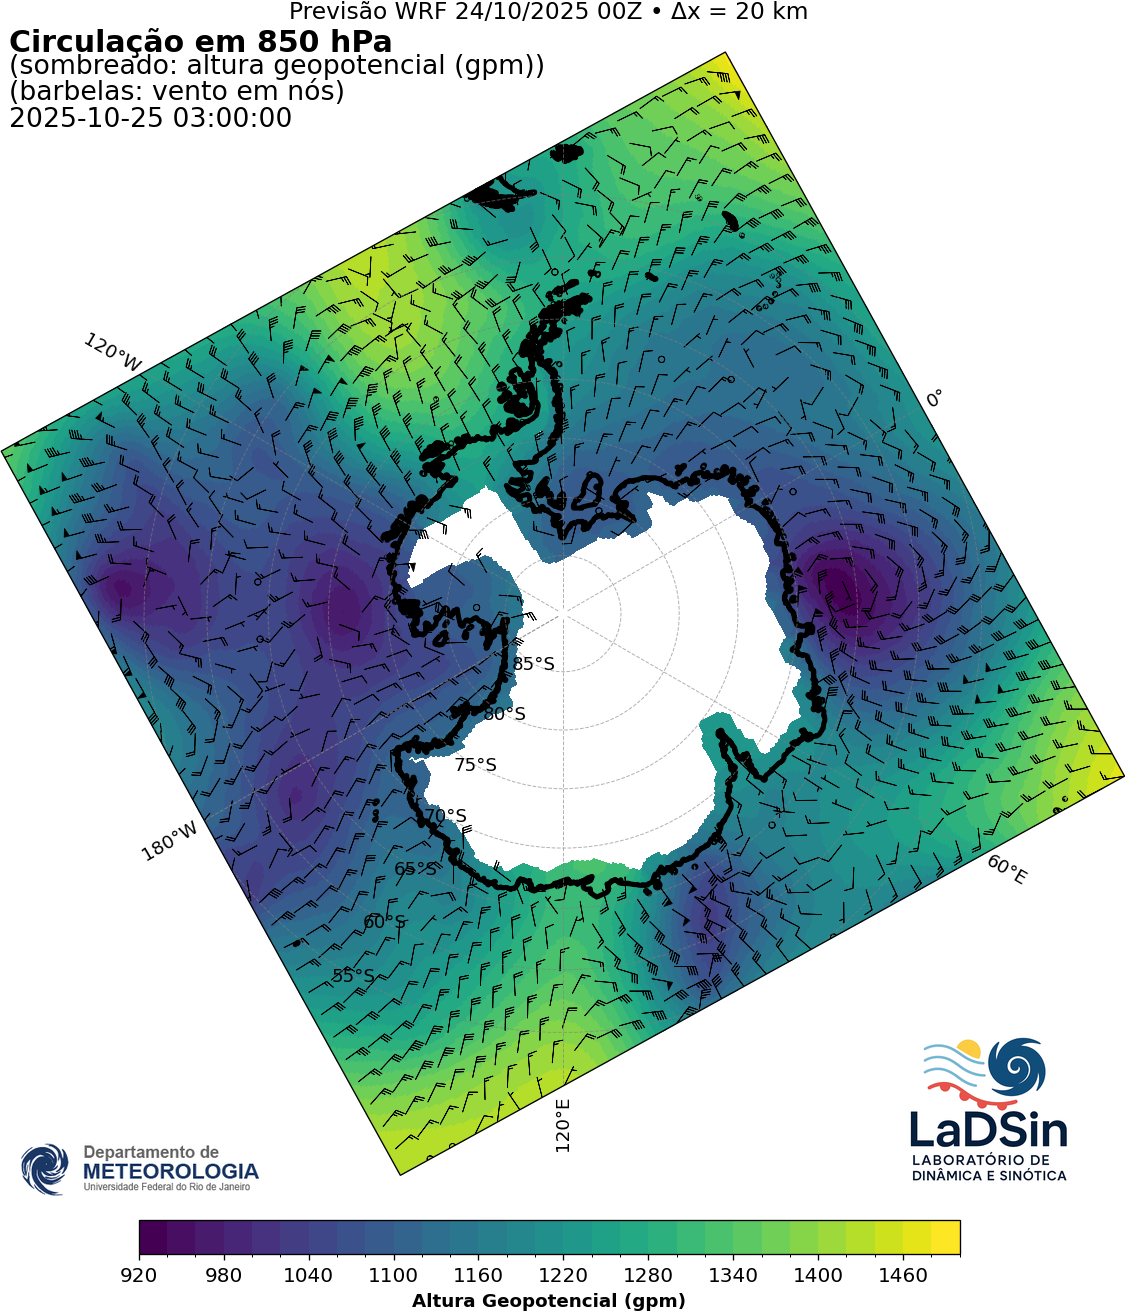 Previsão WRF 24/10/2025 00Z • Δx = 20 km
Circulação em 850 hPa
(sombreado: altura geopotencial (gpm))
(barbelas: vento em nós)
2025-10-25 03:00:00
120°W
0°
85°S
80°S
75°S
70°S
180°W
65°S
60°E
60°S
55°S
120°E
LaDSin
LABORATÓRIO DE
DINÂMICA E SINÓTICA
Departamento de
METEOROLOGIA
Universidade Federal do Rio de Janeiro
920 980 1040 1100 1160 1220 1280 1340 1400 1460
Altura Geopotencial (gpm)